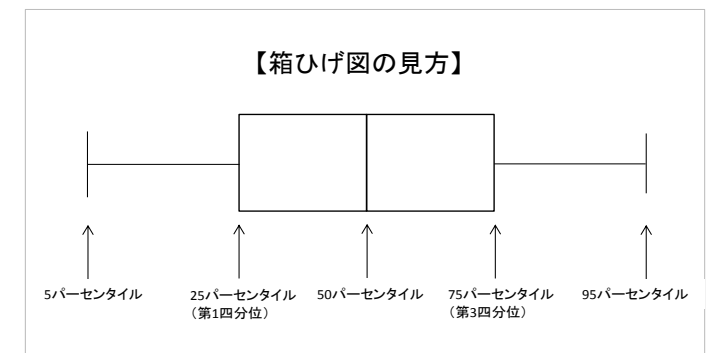 【箱ひげ図の見方】
5パーセンタイル
25パーセンタイル
（第1四分位）
50パーセンタイル
75パーセンタイル
（第3四分位）
95パーセンタイル